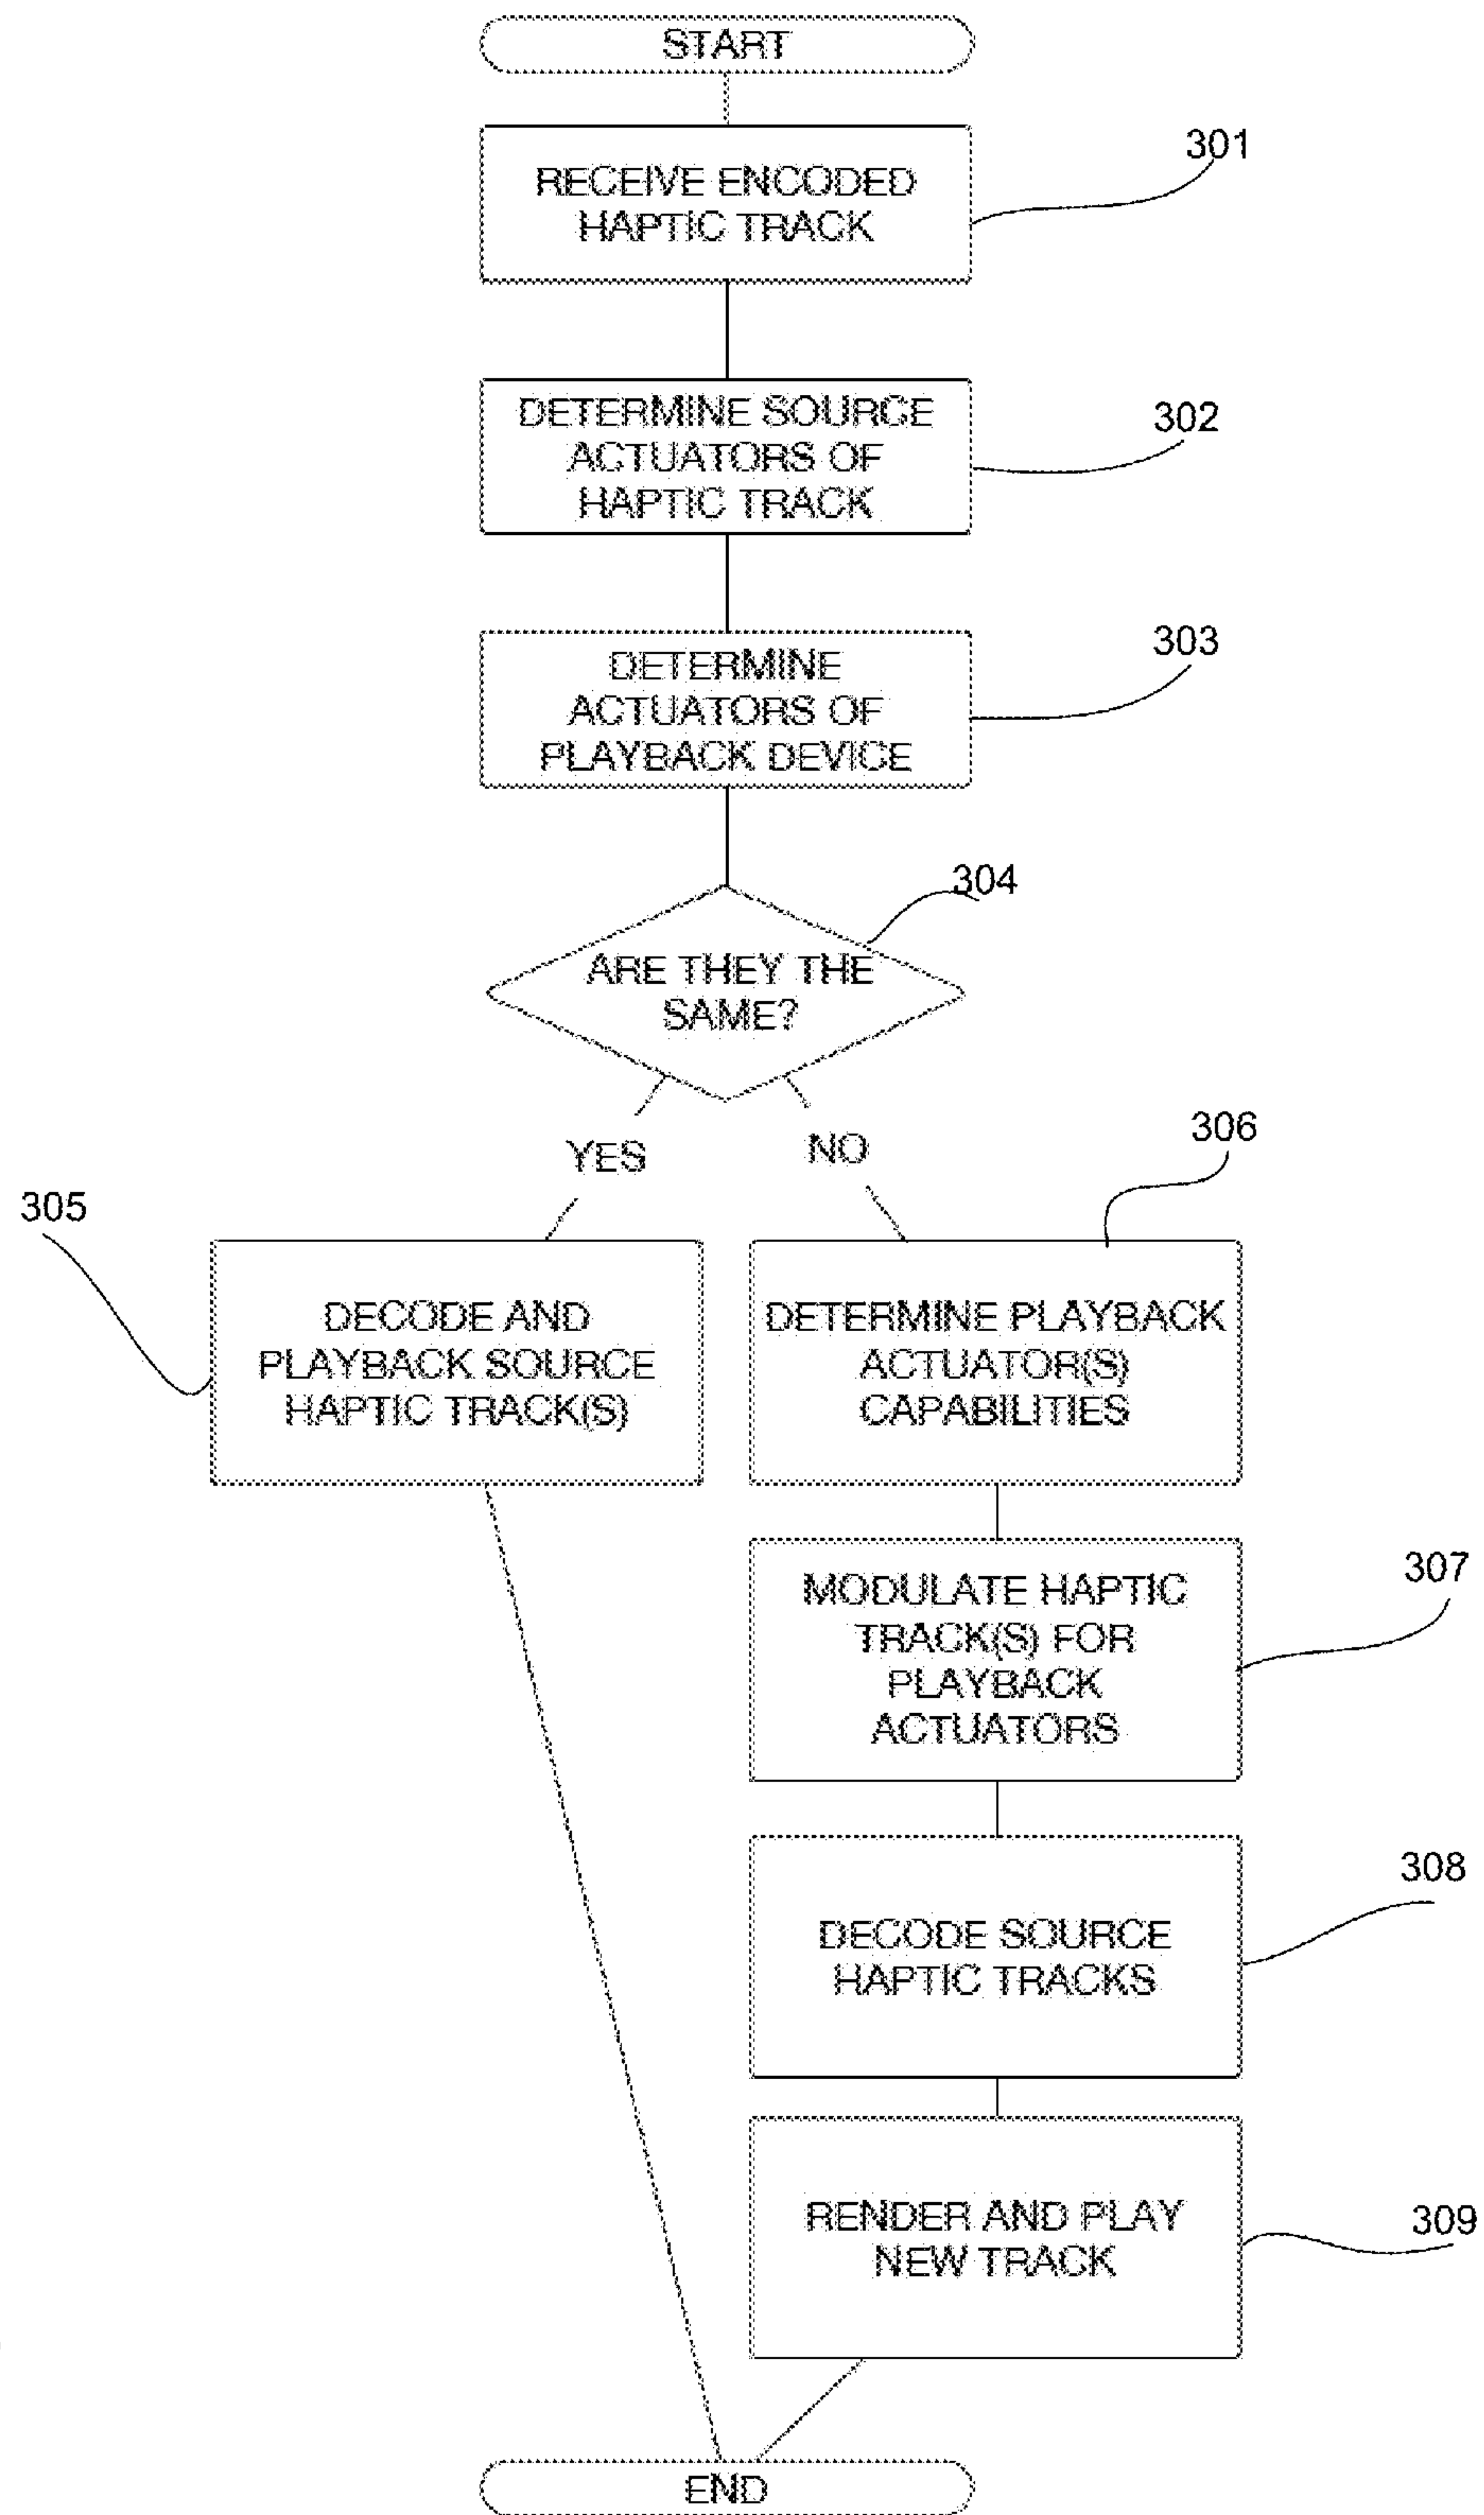 START
301
RECEIVE ENCODED
HAPTIC TRACK
302
DETERMINE SOURCE
ACTUATORS OF
HAPTIC TRACK
303
DETERMINE
ACTUATORS OF
PLAYBACK DEVICE
304
ARE THEY THE
SAME?
YES
NO
305
DECODE AND
PLAYBACK SOURCE
HAPTIC TRACK(S)
306
DETERMINE PLAYBACK
ACTUATOR(S)
CAPABILITIES
307
MODULATE HAPTIC
TRACK(S) FOR
PLAYBACK
ACTUATORS
308
DECODE SOURCE
HAPTIC TRACKS
309
RENDER AND PLAY
NEW TRACK
END